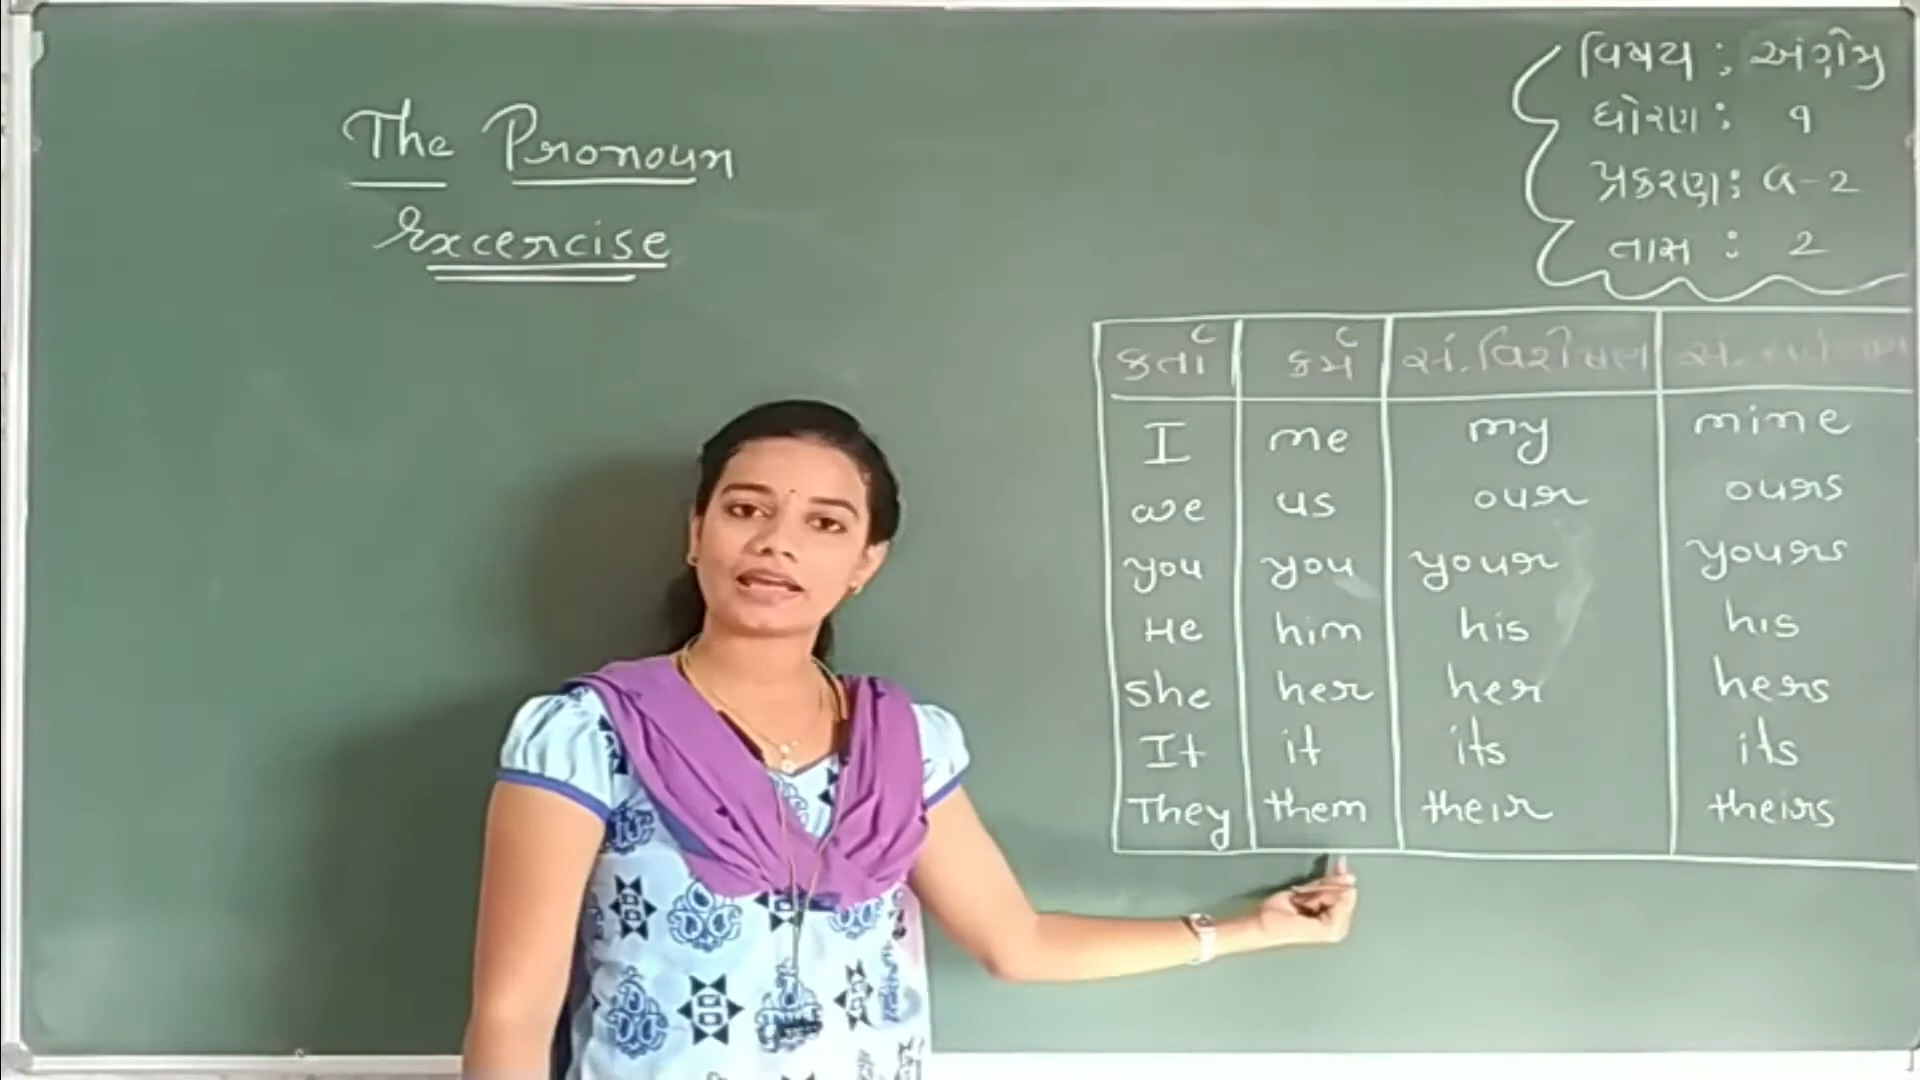 The Pronoun
Excercise
વિષય : અંગ્રેજી
ધોરણ : ૧
પ્રકરણ : G-2
તાસ : 2
કર્તા કર્મ સં.વિશેષણ
I me my mine
we us our ours
you you your yours
He him his his
She her her hers
It it its its
They them their theirs